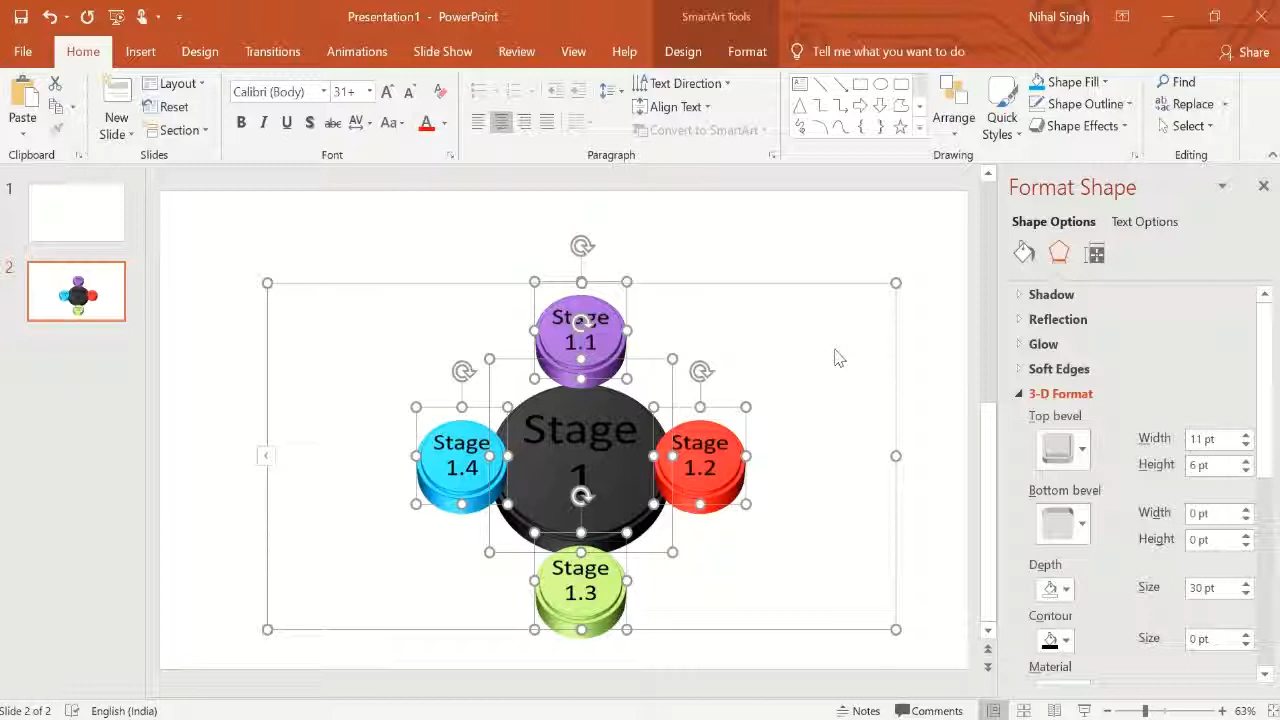 Presentation1 - PowerPoint
SmartArt Tools
Nihal Singh
File Home Insert Design Transitions Animations Slide Show Review View Help Design Format Tell me what you want to do Share
Paste
New
Slide
Layout
Reset
Section
Calibri (Body) 31+
B I U S abc AV Aa A
Text Direction
Align Text
Convert to SmartArt
Arrange
Quick
Styles
Shape Fill
Shape Outline
Shape Effects
Find
Replace
Select
Clipboard Slides Font Paragraph Drawing Editing
1
2
Stage
1.1
Stage
1.4
Stage
1
Stage
1.2
Stage
1.3
Format Shape
Shape Options Text Options
Shadow
Reflection
Glow
Soft Edges
3-D Format
Top bevel
Width 11 pt
Height 6 pt
Bottom bevel
Width 0 pt
Height 0 pt
Depth
Size 30 pt
Contour
Size 0 pt
Material
Slide 2 of 2 English (India) Notes Comments 63%